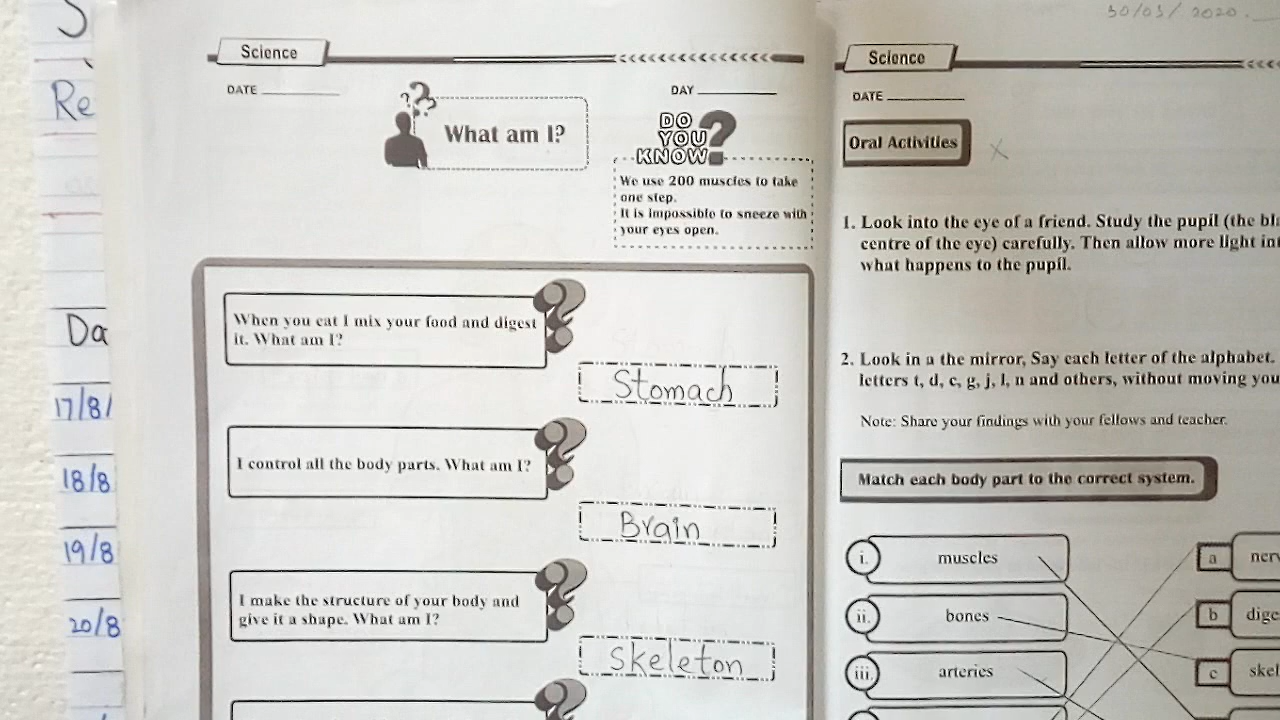 Re
Da
17/8/
18/8
19/8
20/8
Science
DATE
What am I?
DAY
DO
YOU
KNOW
We use 200 muscles to take
one step.
It is impossible to sneeze with
your eyes open.
When you eat I mix your food and digest
it. What am I?
Stomach
I control all the body parts. What am I?
Brain
I make the structure of your body and
give it a shape. What am I?
Skeleton
30/03/2020.
Science
DATE
Oral Activities
1. Look into the eye of a friend. Study the pupil (the bla
centre of the eye) carefully. Then allow more light in
what happens to the pupil.
2. Look in a the mirror, Say each letter of the alphabet.
letters t, d, c, g, j, l, n and others, without moving you
Note: Share your findings with your fellows and teacher.
Match each body part to the correct system.
i. muscles
a nerv
ii. bones
b dige
iii. arteries
c skel